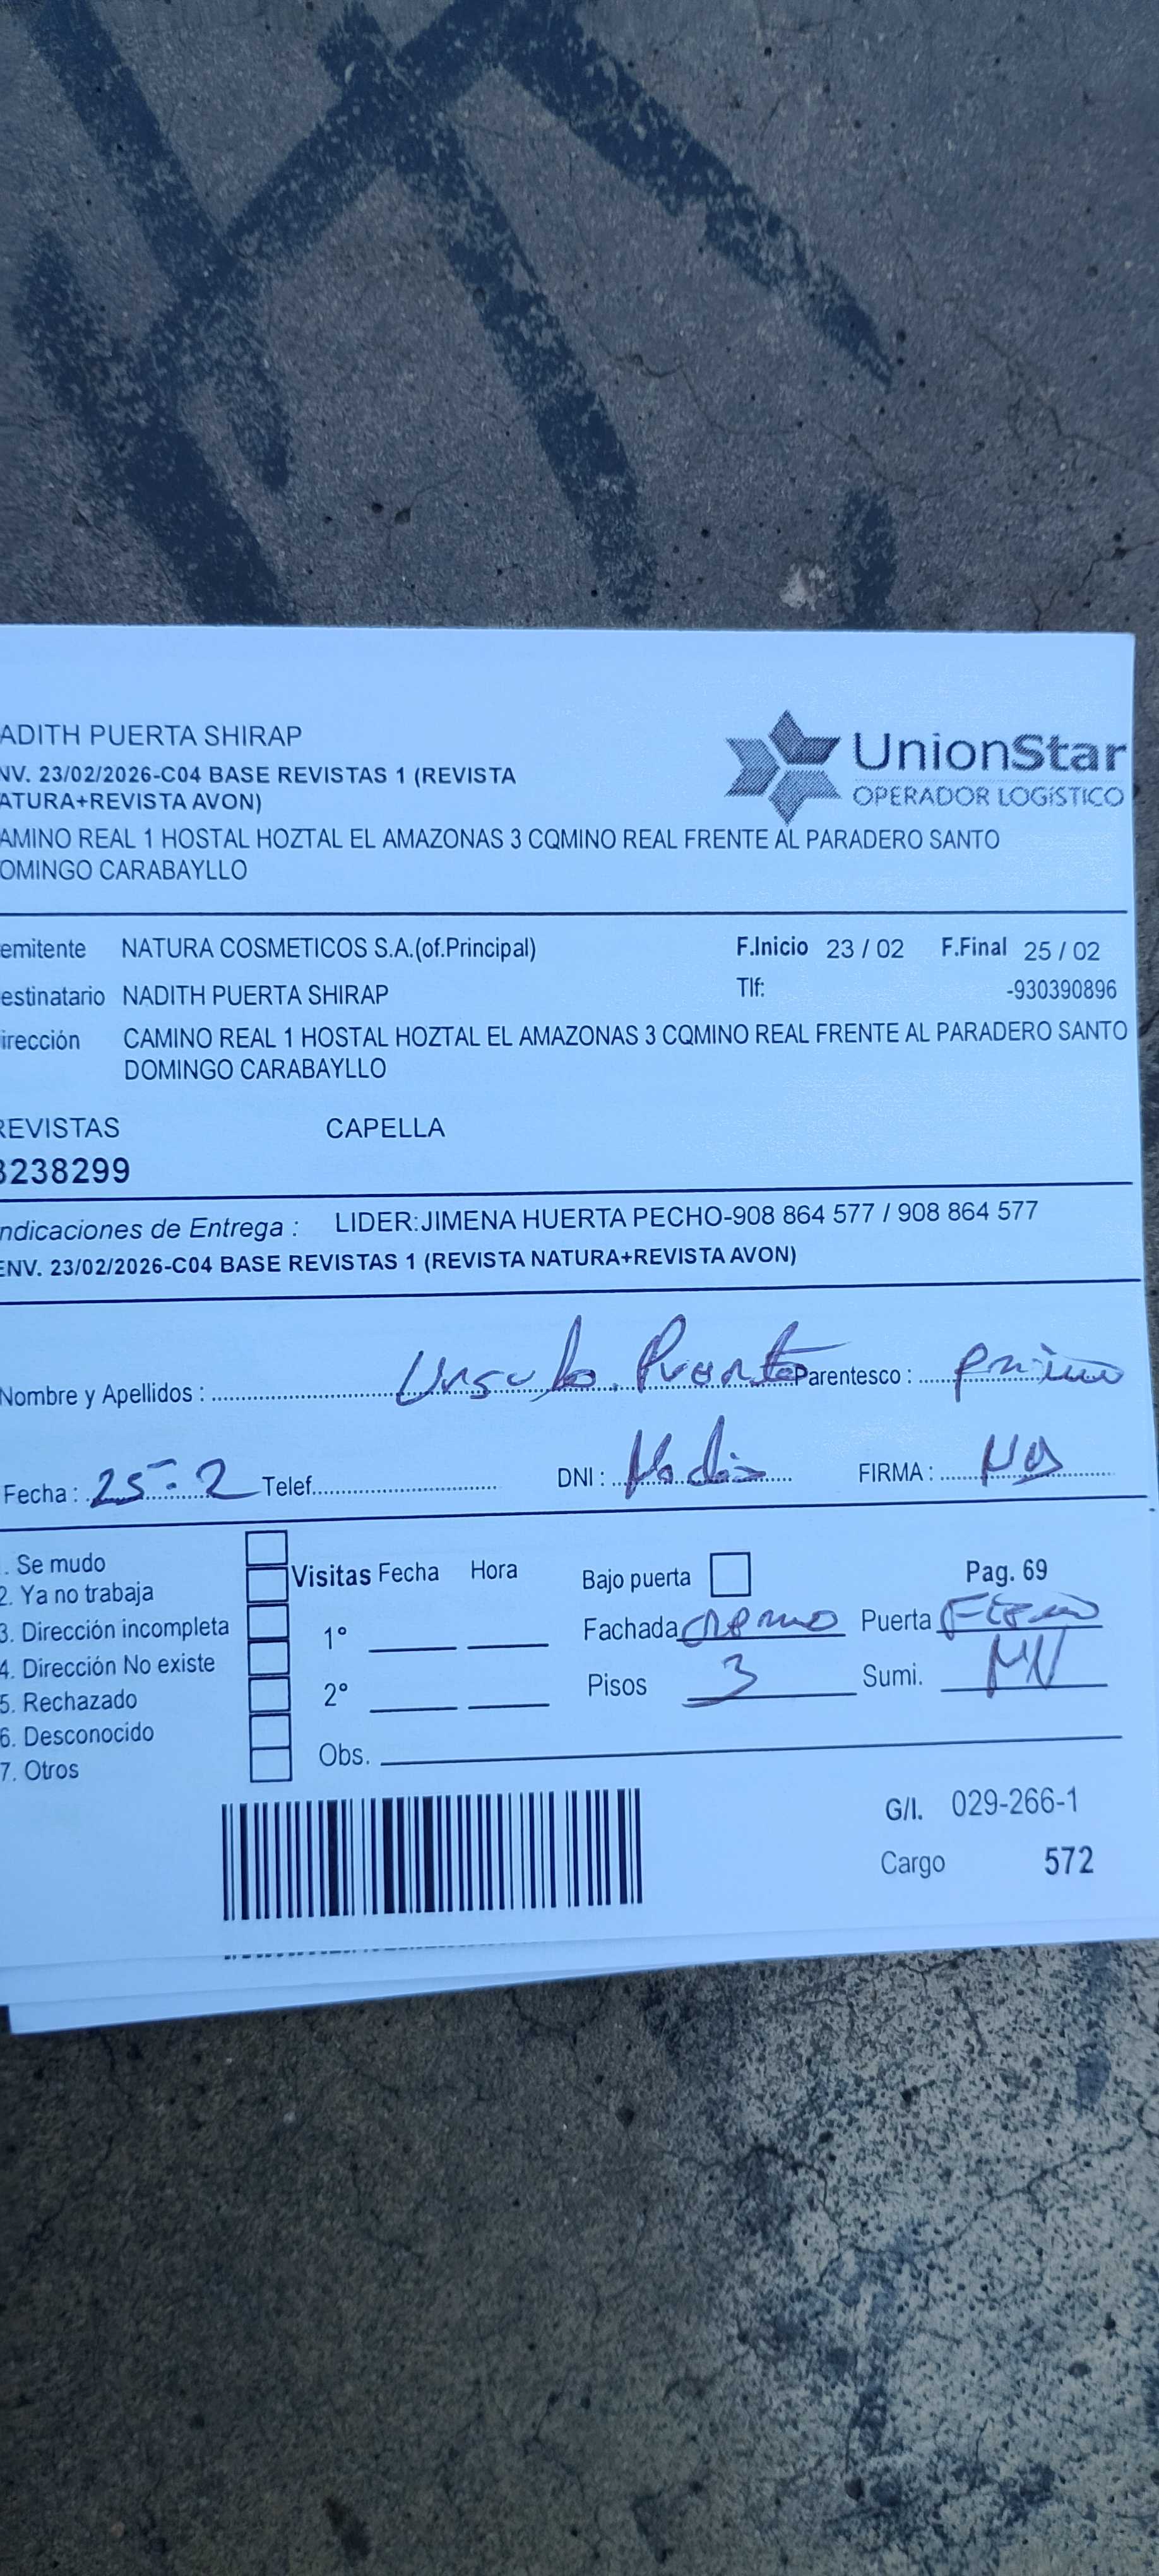 ADITH PUERTA SHIRAP
NV. 23/02/2026-C04 BASE REVISTAS 1 (REVISTA
ATURA+REVISTA AVON)
UnionStar
OPERADOR LOGÍSTICO
AMINO REAL 1 HOSTAL HOZTAL EL AMAZONAS 3 CQMINO REAL FRENTE AL PARADERO SANTO
OMINGO CARABAYLLO
emitente NATURA COSMETICOS S.A.(of.Principal) F.Inicio 23 / 02 F.Final 25 / 02
estinatario NADITH PUERTA SHIRAP Tlf: -930390896
irección CAMINO REAL 1 HOSTAL HOZTAL EL AMAZONAS 3 CQMINO REAL FRENTE AL PARADERO SANTO
DOMINGO CARABAYLLO
REVISTAS CAPELLA
3238299
ndicaciones de Entrega : LIDER:JIMENA HUERTA PECHO-908 864 577 / 908 864 577
ENV. 23/02/2026-C04 BASE REVISTAS 1 (REVISTA NATURA+REVISTA AVON)
Nombre y Apellidos : Ursula Parentesco :
Fecha : 25-2 Telef. DNI : FIRMA :
. Se mudo
2. Ya no trabaja
3. Dirección incompleta
4. Dirección No existe
5. Rechazado
6. Desconocido
7. Otros
Visitas Fecha Hora
1°
2°
Obs.
Bajo puerta Pag. 69
Fachada Puerta
Pisos 3 Sumi. MN
G/I. 029-266-1
Cargo 572